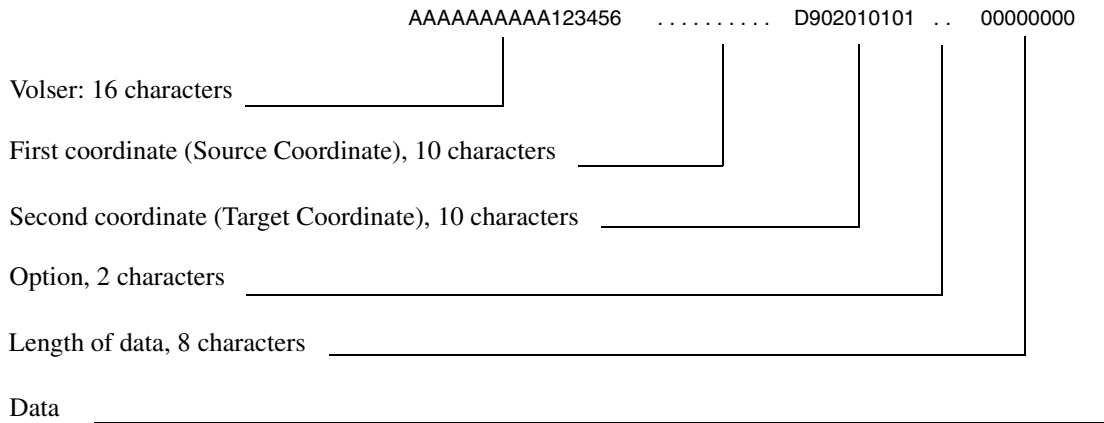 AAAAAAAAAA123456 . . . . . . . . . . D902010101 . . 00000000
Volser: 16 characters
First coordinate (Source Coordinate), 10 characters
Second coordinate (Target Coordinate), 10 characters
Option, 2 characters
Length of data, 8 characters
Data